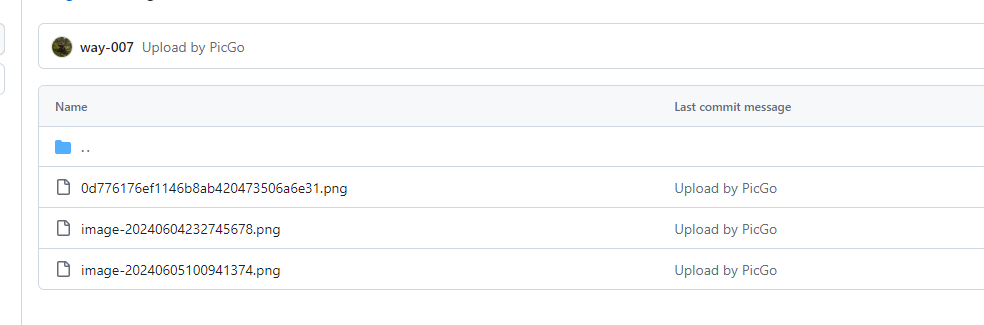 way-007 Upload by PicGo
Name Last commit message
..
0d776176ef1146b8ab420473506a6e31.png Upload by PicGo
image-20240604232745678.png Upload by PicGo
image-20240605100941374.png Upload by PicGo